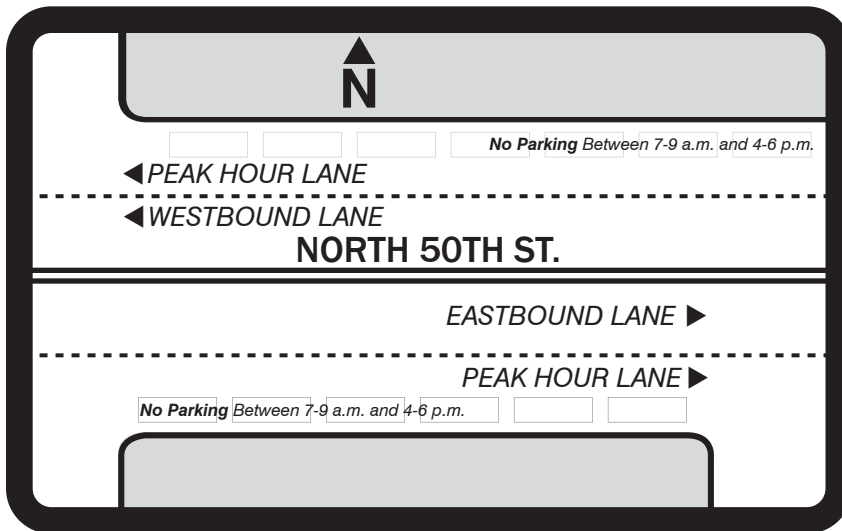 N
No Parking Between 7-9 a.m. and 4-6 p.m.
PEAK HOUR LANE
WESTBOUND LANE
NORTH 50TH ST.
EASTBOUND LANE
PEAK HOUR LANE
No Parking Between 7-9 a.m. and 4-6 p.m.